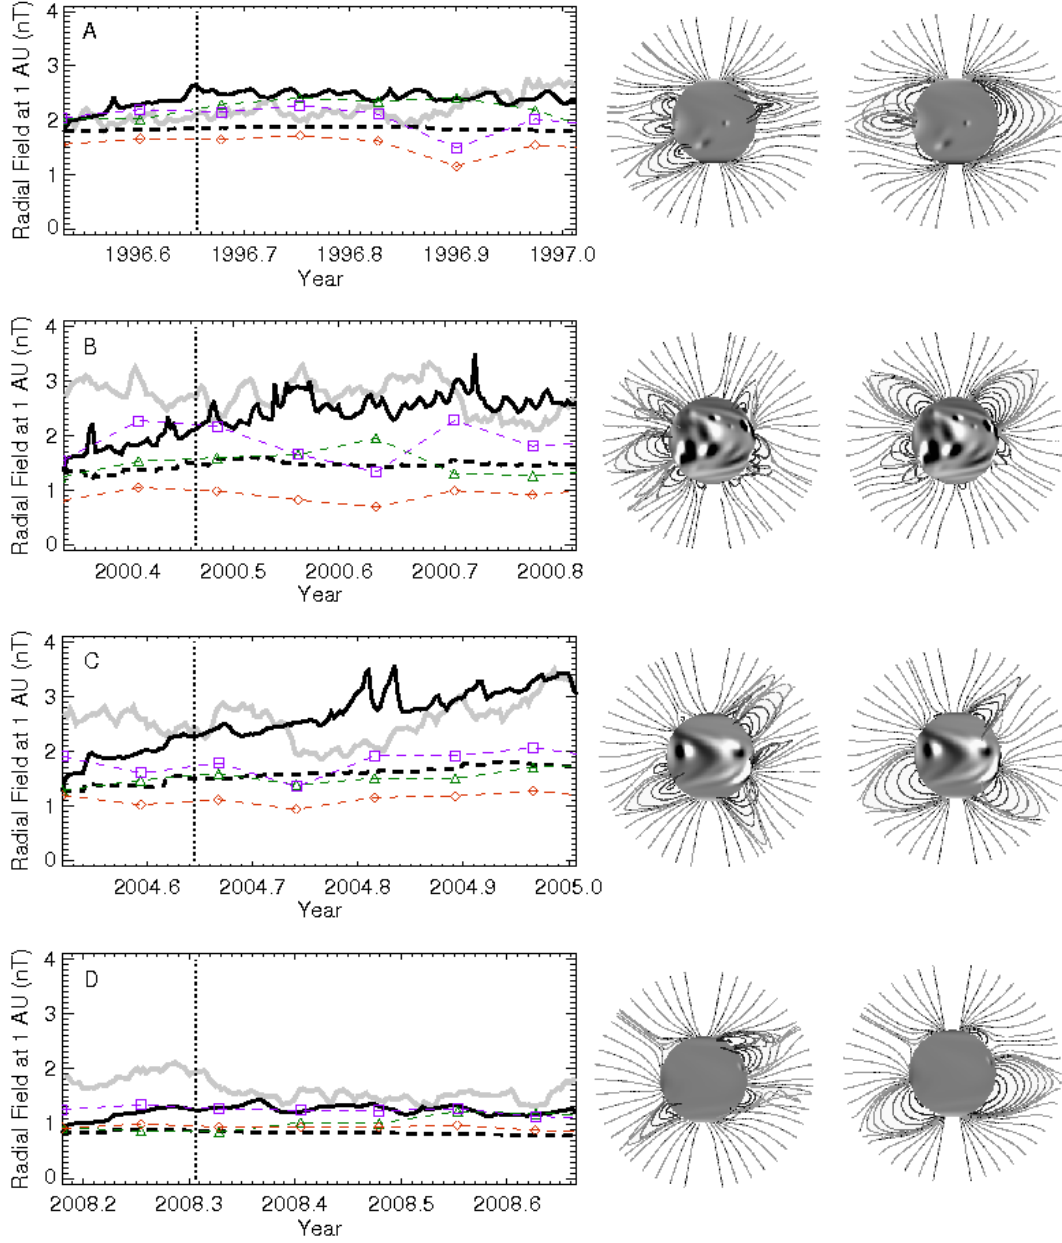 Radial Field at 1 AU (nT)
4
3
2
1
0
A
1996.6 1996.7 1996.8 1996.9 1997.0
Year
Radial Field at 1 AU (nT)
4
3
2
1
0
B
2000.4 2000.5 2000.6 2000.7 2000.8
Year
Radial Field at 1 AU (nT)
4
3
2
1
0
C
2004.6 2004.7 2004.8 2004.9 2005.0
Year
Radial Field at 1 AU (nT)
4
3
2
1
0
D
2008.2 2008.3 2008.4 2008.5 2008.6
Year